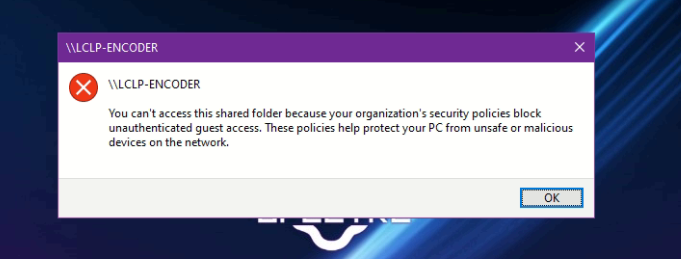 \\LCLP-ENCODER
\\LCLP-ENCODER
You can't access this shared folder because your organization's security policies block
unauthenticated guest access. These policies help protect your PC from unsafe or malicious
devices on the network.
OK